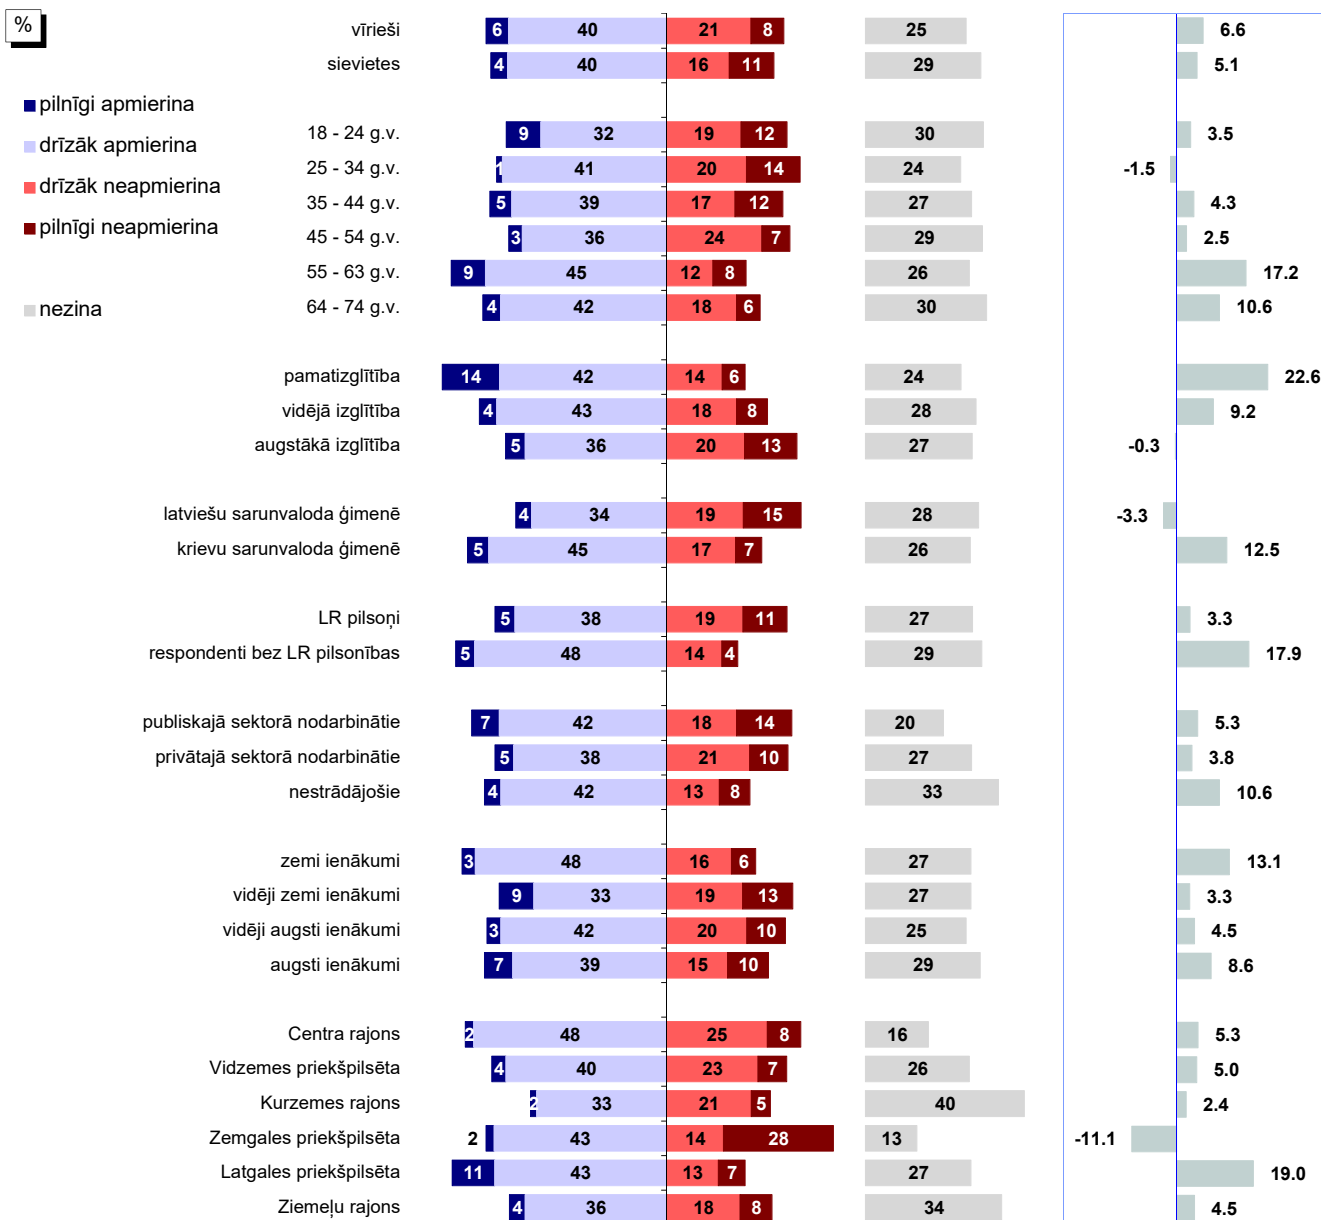 %
pilnīgi apmierina
drīzāk apmierina
drīzāk neapmierina
pilnīgi neapmierina
nezina
vīrieši 6 40 21 8 25 6.6
sievietes 4 40 16 11 29 5.1
18 - 24 g.v. 9 32 19 12 30 3.5
25 - 34 g.v. 1 41 20 14 24 -1.5
35 - 44 g.v. 5 39 17 12 27 4.3
45 - 54 g.v. 3 36 24 7 29 2.5
55 - 63 g.v. 9 45 12 8 26 17.2
64 - 74 g.v. 4 42 18 6 30 10.6
pamatizglītība 14 42 14 6 24 22.6
vidējā izglītība 4 43 18 8 28 9.2
augstākā izglītība 5 36 20 13 27 -0.3
latviešu sarunvaloda ģimenē 4 34 19 15 28 -3.3
krievu sarunvaloda ģimenē 5 45 17 7 26 12.5
LR pilsoņi 5 38 19 11 27 3.3
respondenti bez LR pilsonības 5 48 14 4 29 17.9
publiskajā sektorā nodarbinātie 7 42 18 14 20 5.3
privātajā sektorā nodarbinātie 5 38 21 10 27 3.8
nestrādājošie 4 42 13 8 33 10.6
zemi ienākumi 3 48 16 6 27 13.1
vidēji zemi ienākumi 9 33 19 13 27 3.3
vidēji augsti ienākumi 3 42 20 10 25 4.5
augsti ienākumi 7 39 15 10 29 8.6
Centra rajons 2 48 25 8 16 5.3
Vidzemes priekšpilsēta 4 40 23 7 26 5.0
Kurzemes rajons 2 33 21 5 40 2.4
Zemgales priekšpilsēta 2 43 14 28 13 -11.1
Latgales priekšpilsēta 11 43 13 7 27 19.0
Ziemeļu rajons 4 36 18 8 34 4.5